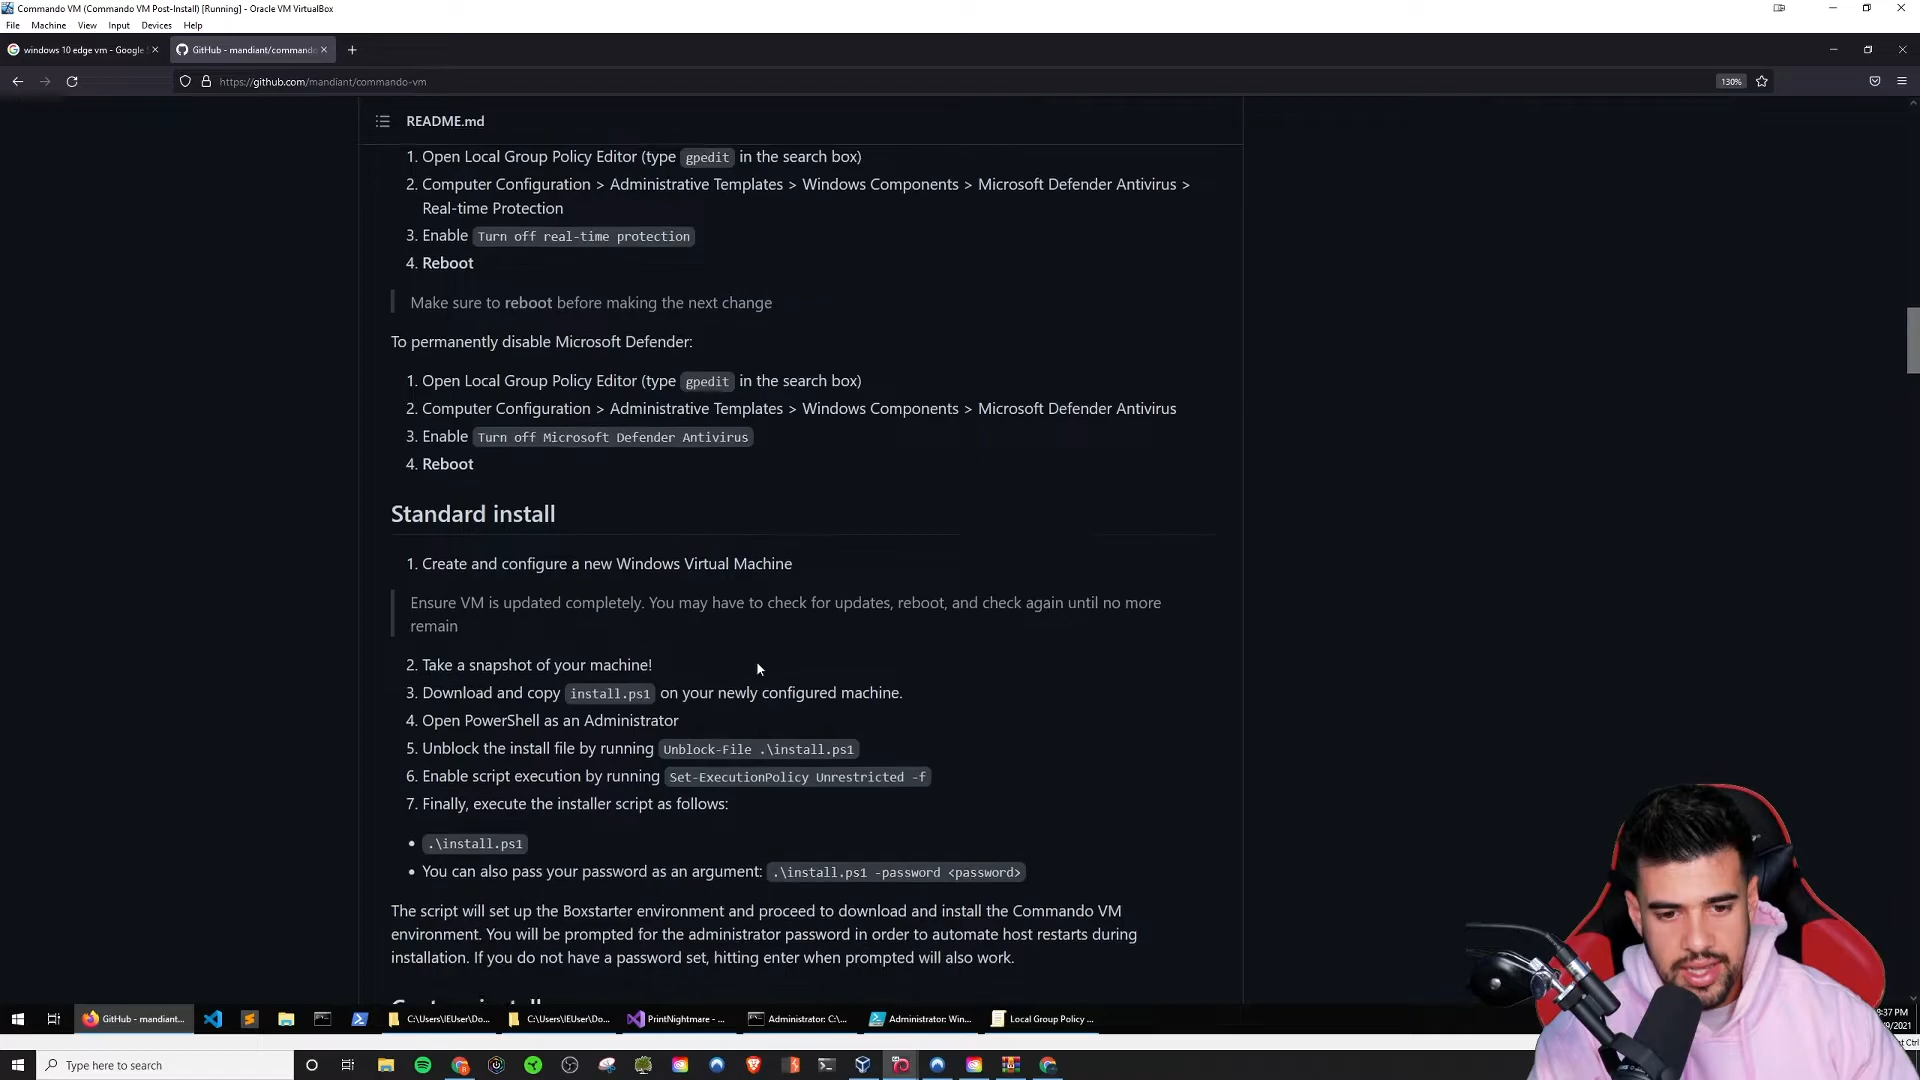 Commando VM (Commando VM Post-Install) [Running] - Oracle VM VirtualBox
File Machine View Input Devices Help
windows 10 edge vm - Google
GitHub - mandiant/commando
https://github.com/mandiant/commando-vm
130%
README.md
1. Open Local Group Policy Editor (type gpedit in the search box)
2. Computer Configuration > Administrative Templates > Windows Components > Microsoft Defender Antivirus >
Real-time Protection
3. Enable Turn off real-time protection
4. Reboot
Make sure to reboot before making the next change
To permanently disable Microsoft Defender:
1. Open Local Group Policy Editor (type gpedit in the search box)
2. Computer Configuration > Administrative Templates > Windows Components > Microsoft Defender Antivirus
3. Enable Turn off Microsoft Defender Antivirus
4. Reboot
Standard install
1. Create and configure a new Windows Virtual Machine
Ensure VM is updated completely. You may have to check for updates, reboot, and check again until no more
remain
2. Take a snapshot of your machine!
3. Download and copy install.ps1 on your newly configured machine.
4. Open PowerShell as an Administrator
5. Unblock the install file by running Unblock-File .\install.ps1
6. Enable script execution by running Set-ExecutionPolicy Unrestricted -f
7. Finally, execute the installer script as follows:
• .\install.ps1
• You can also pass your password as an argument: .\install.ps1 -password <password>
The script will set up the Boxstarter environment and proceed to download and install the Commando VM
environment. You will be prompted for the administrator password in order to automate host restarts during
installation. If you do not have a password set, hitting enter when prompted will also work.
GitHub - mandiant...
C:\Users\IEUser\Do...
C:\Users\IEUser\Do...
PrintNightmare - ...
Administrator: C:\...
Administrator: Win...
Local Group Policy ...
8:37 PM
/9/2021
Ctrl
Type here to search